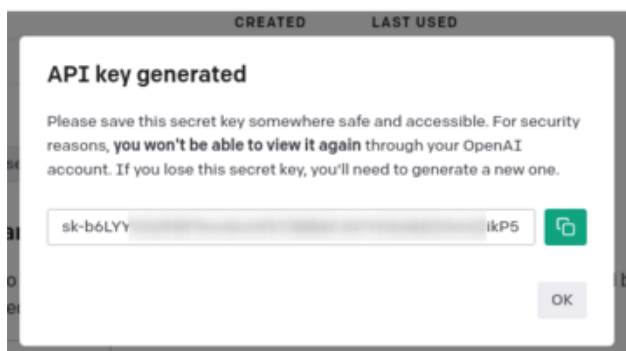 CREATED LAST USED
API key generated
Please save this secret key somewhere safe and accessible. For security
reasons, you won't be able to view it again through your OpenAI
account. If you lose this secret key, you'll need to generate a new one.
sk-b6LYY ikP5
OK